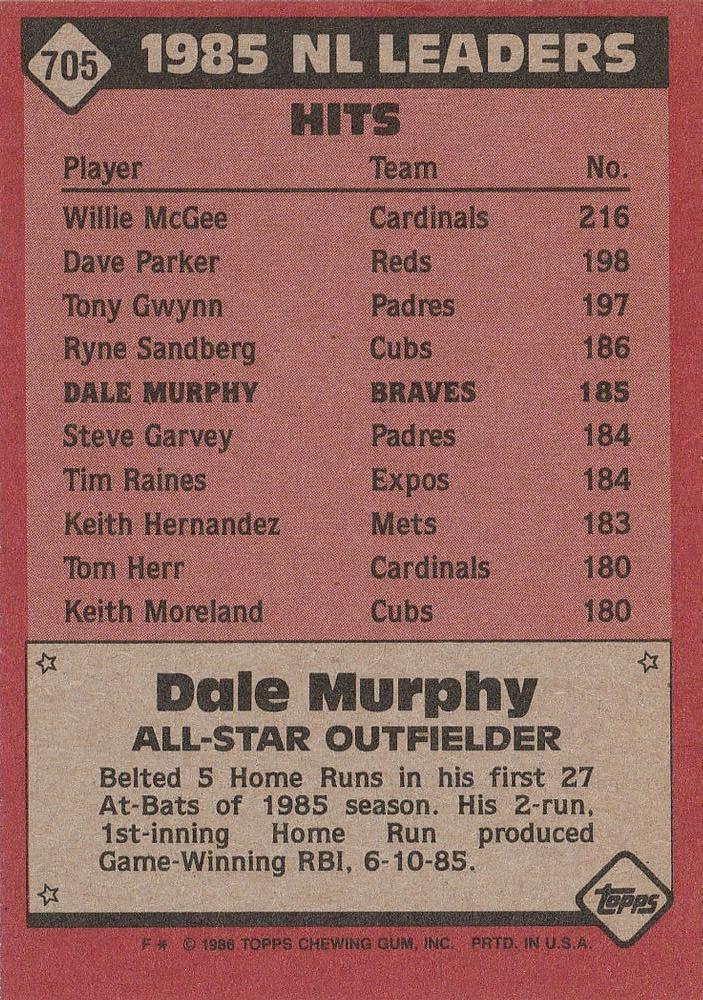 705 1985 NL LEADERS
HITS
Player Team No.
Willie McGee Cardinals 216
Dave Parker Reds 198
Tony Gwynn Padres 197
Ryne Sandberg Cubs 186
DALE MURPHY BRAVES 185
Steve Garvey Padres 184
Tim Raines Expos 184
Keith Hernandez Mets 183
Tom Herr Cardinals 180
Keith Moreland Cubs 180
Dale Murphy
ALL-STAR OUTFIELDER
Belted 5 Home Runs in his first 27
At-Bats of 1985 season. His 2-run,
1st-inning Home Run produced
Game-Winning RBI, 6-10-85.
Topps
F * © 1986 TOPPS CHEWING GUM, INC. PRTD. IN U.S.A.